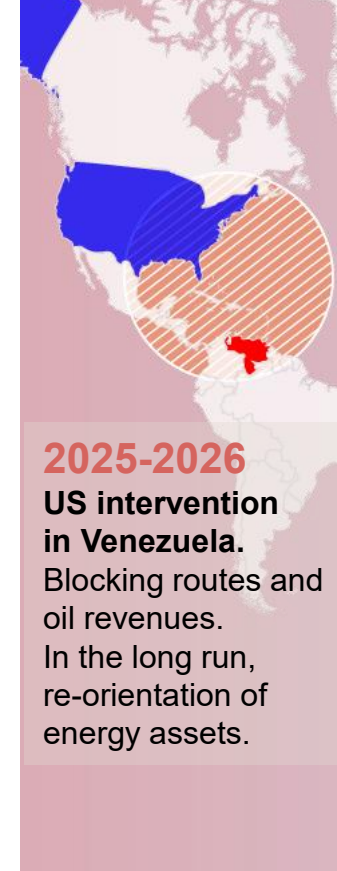 2025-2026
US intervention
in Venezuela.
Blocking routes and
oil revenues.
In the long run,
re-orientation of
energy assets.